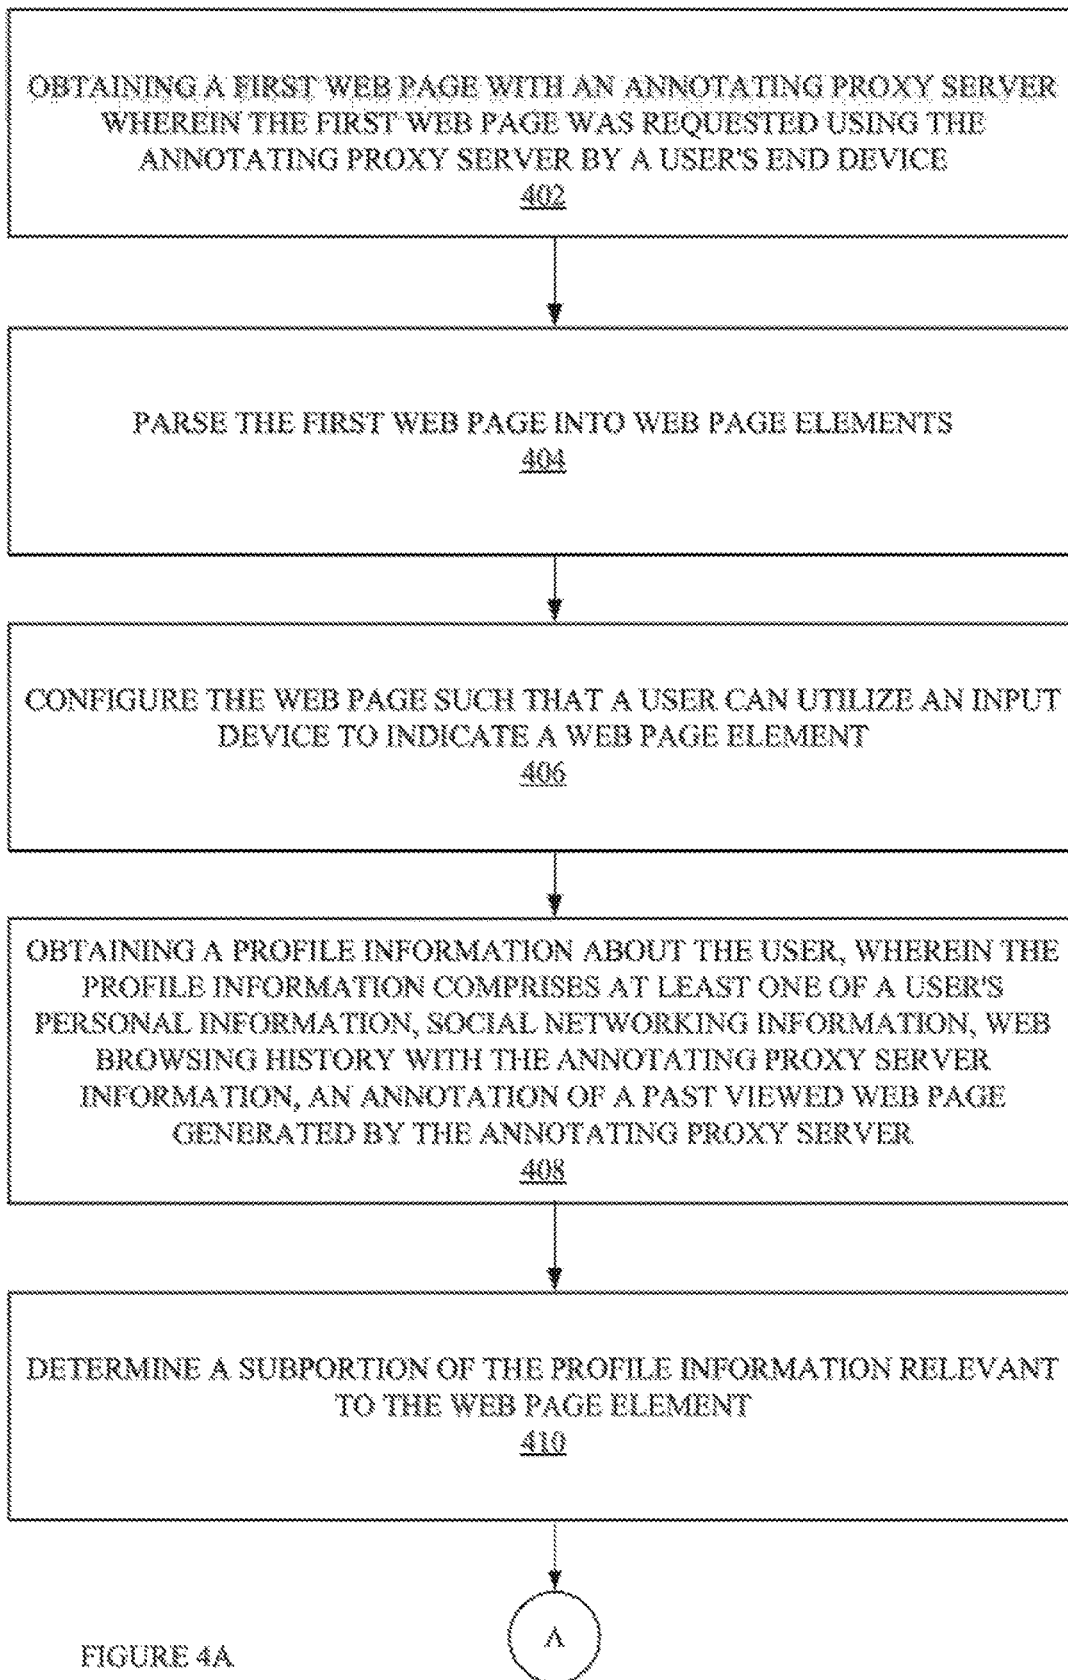 OBTAINING A FIRST WEB PAGE WITH AN ANNOTATING PROXY SERVER
WHEREIN THE FIRST WEB PAGE WAS REQUESTED USING THE
ANNOTATING PROXY SERVER BY A USER'S END DEVICE
402
PARSE THE FIRST WEB PAGE INTO WEB PAGE ELEMENTS
404
CONFIGURE THE WEB PAGE SUCH THAT A USER CAN UTILIZE AN INPUT
DEVICE TO INDICATE A WEB PAGE ELEMENT
406
OBTAINING A PROFILE INFORMATION ABOUT THE USER, WHEREIN THE
PROFILE INFORMATION COMPRISES AT LEAST ONE OF A USER'S
PERSONAL INFORMATION, SOCIAL NETWORKING INFORMATION, WEB
BROWSING HISTORY WITH THE ANNOTATING PROXY SERVER
INFORMATION, AN ANNOTATION OF A PAST VIEWED WEB PAGE
GENERATED BY THE ANNOTATING PROXY SERVER
408
DETERMINE A SUBPORTION OF THE PROFILE INFORMATION RELEVANT
TO THE WEB PAGE ELEMENT
410
A
FIGURE 4A